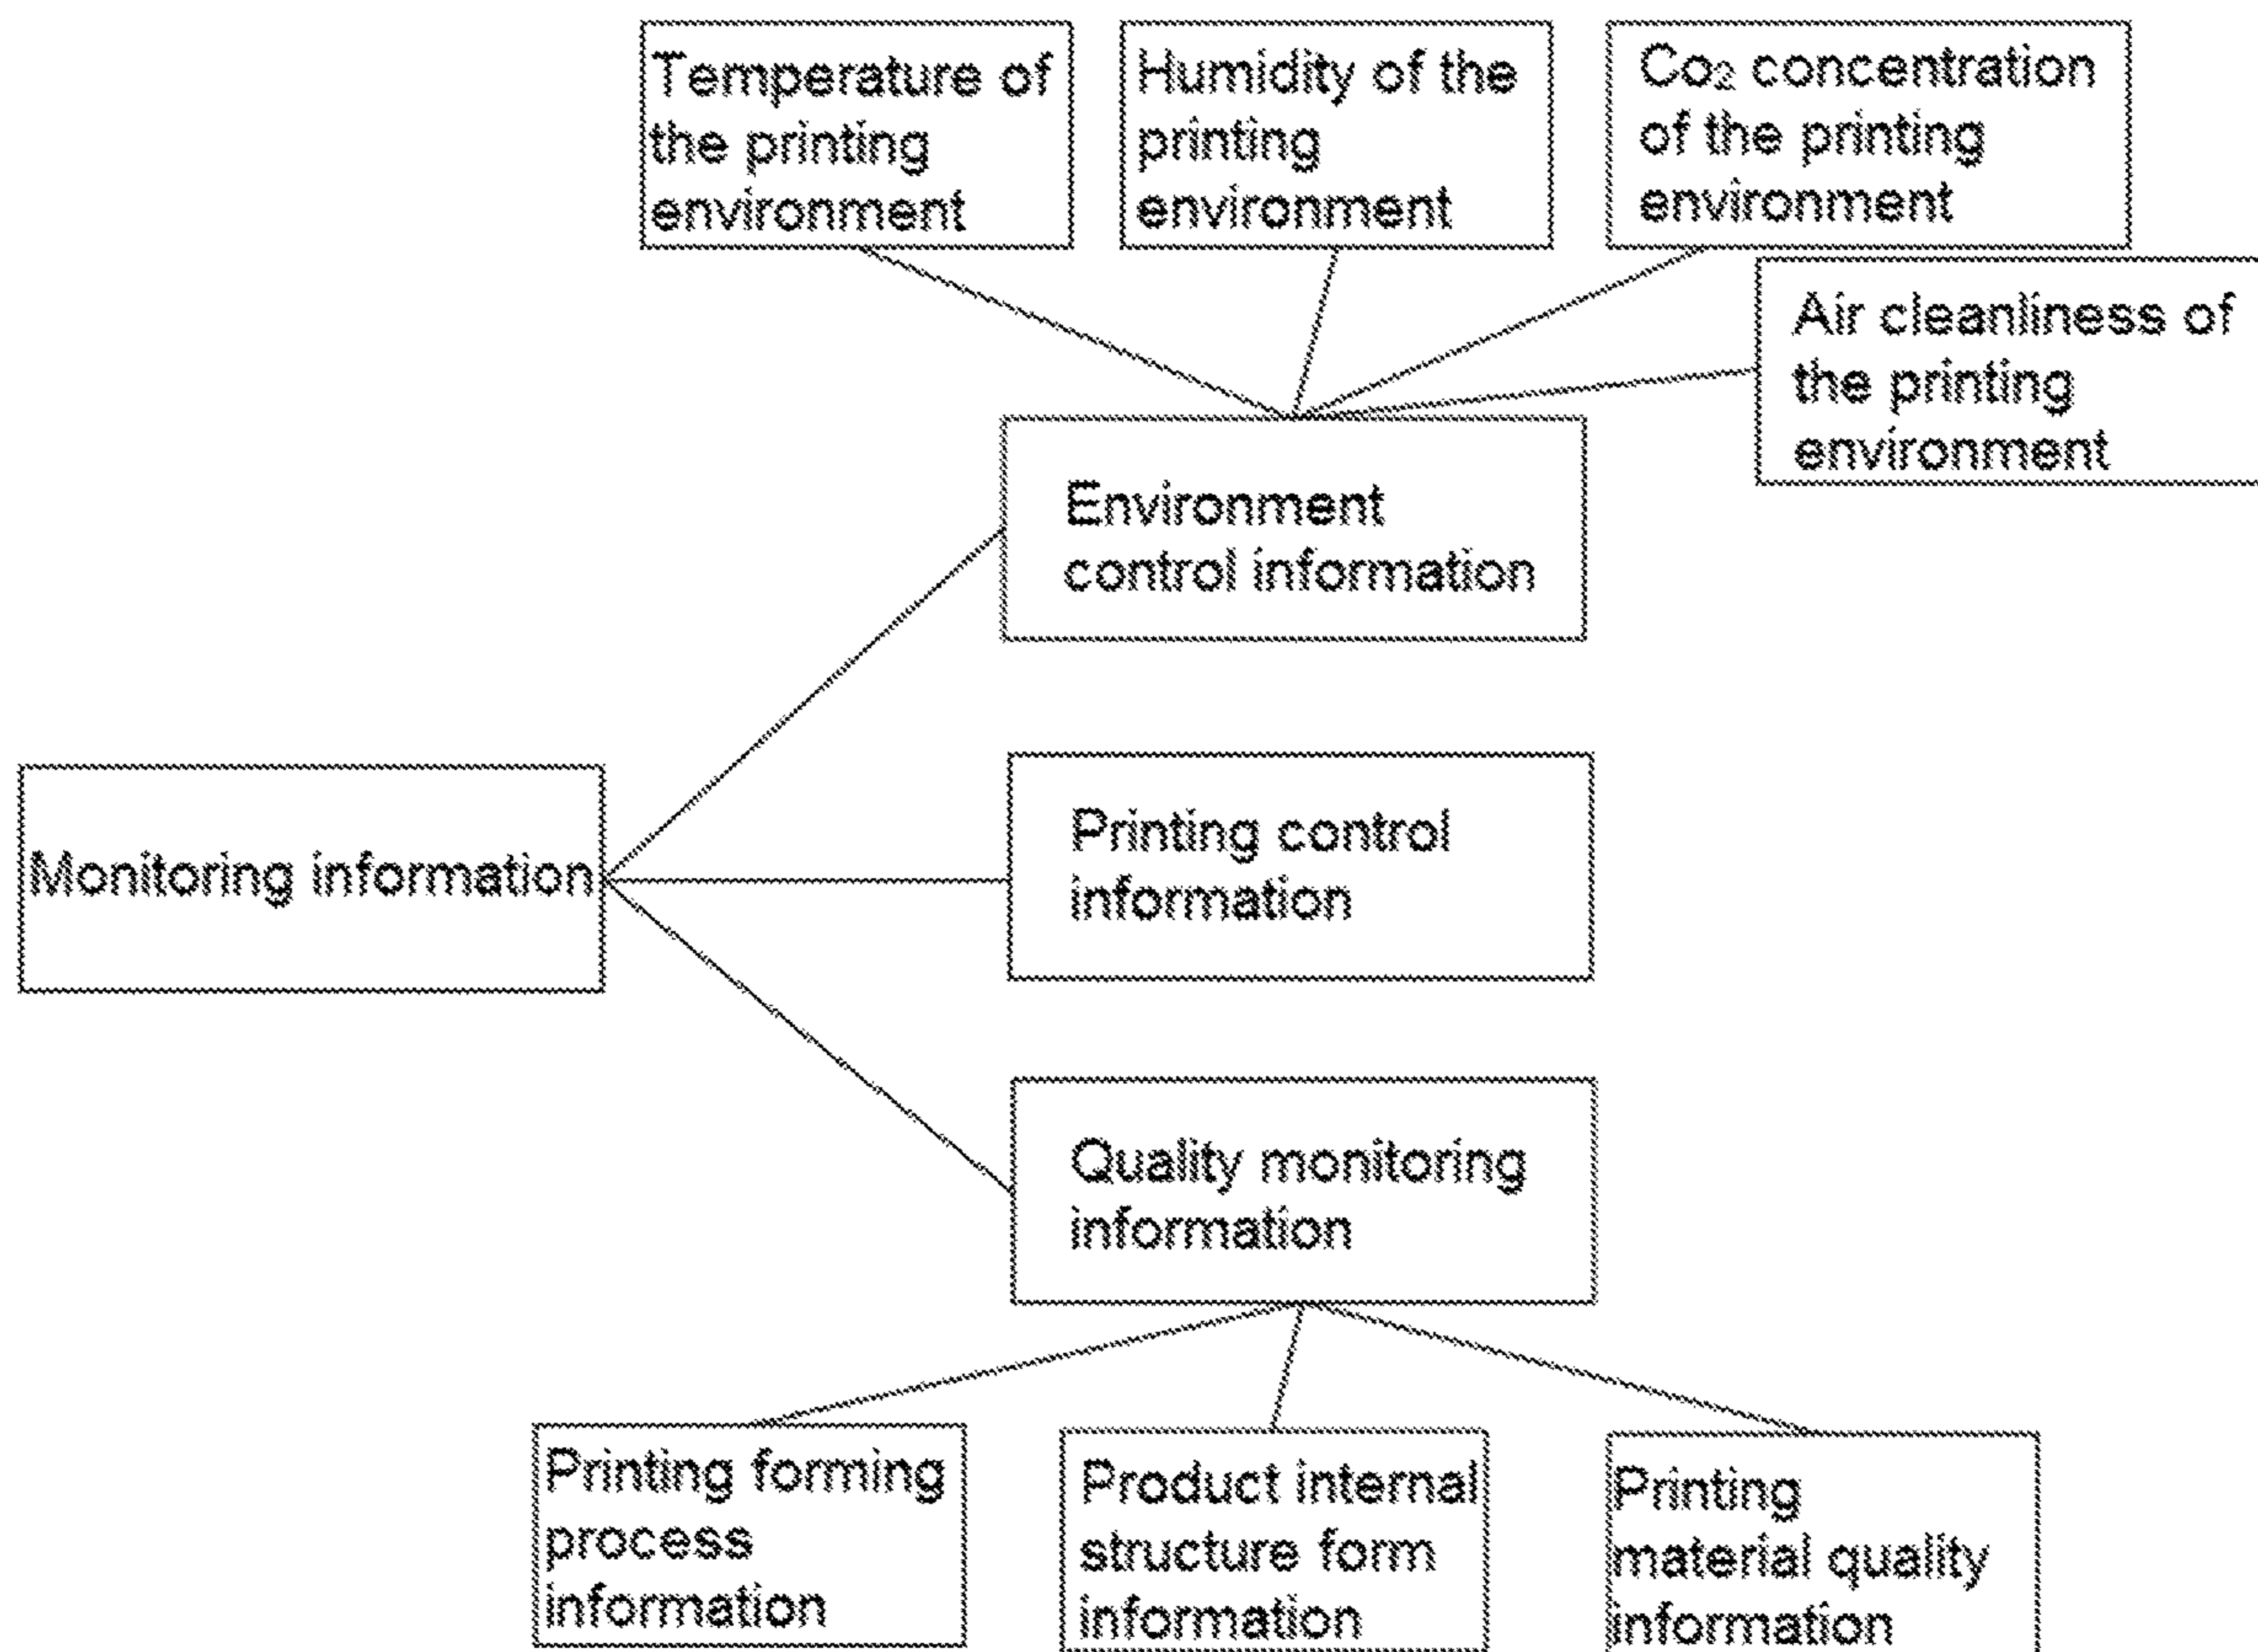 Temperature of
the printing
environment
Humidity of the
printing
environment
Co₂ concentration
of the printing
environment
Air cleanliness of
the printing
environment
Environment
control information
Monitoring information
Printing control
information
Quality monitoring
information
Printing forming
process
information
Product internal
structure form
information
Printing
material quality
information